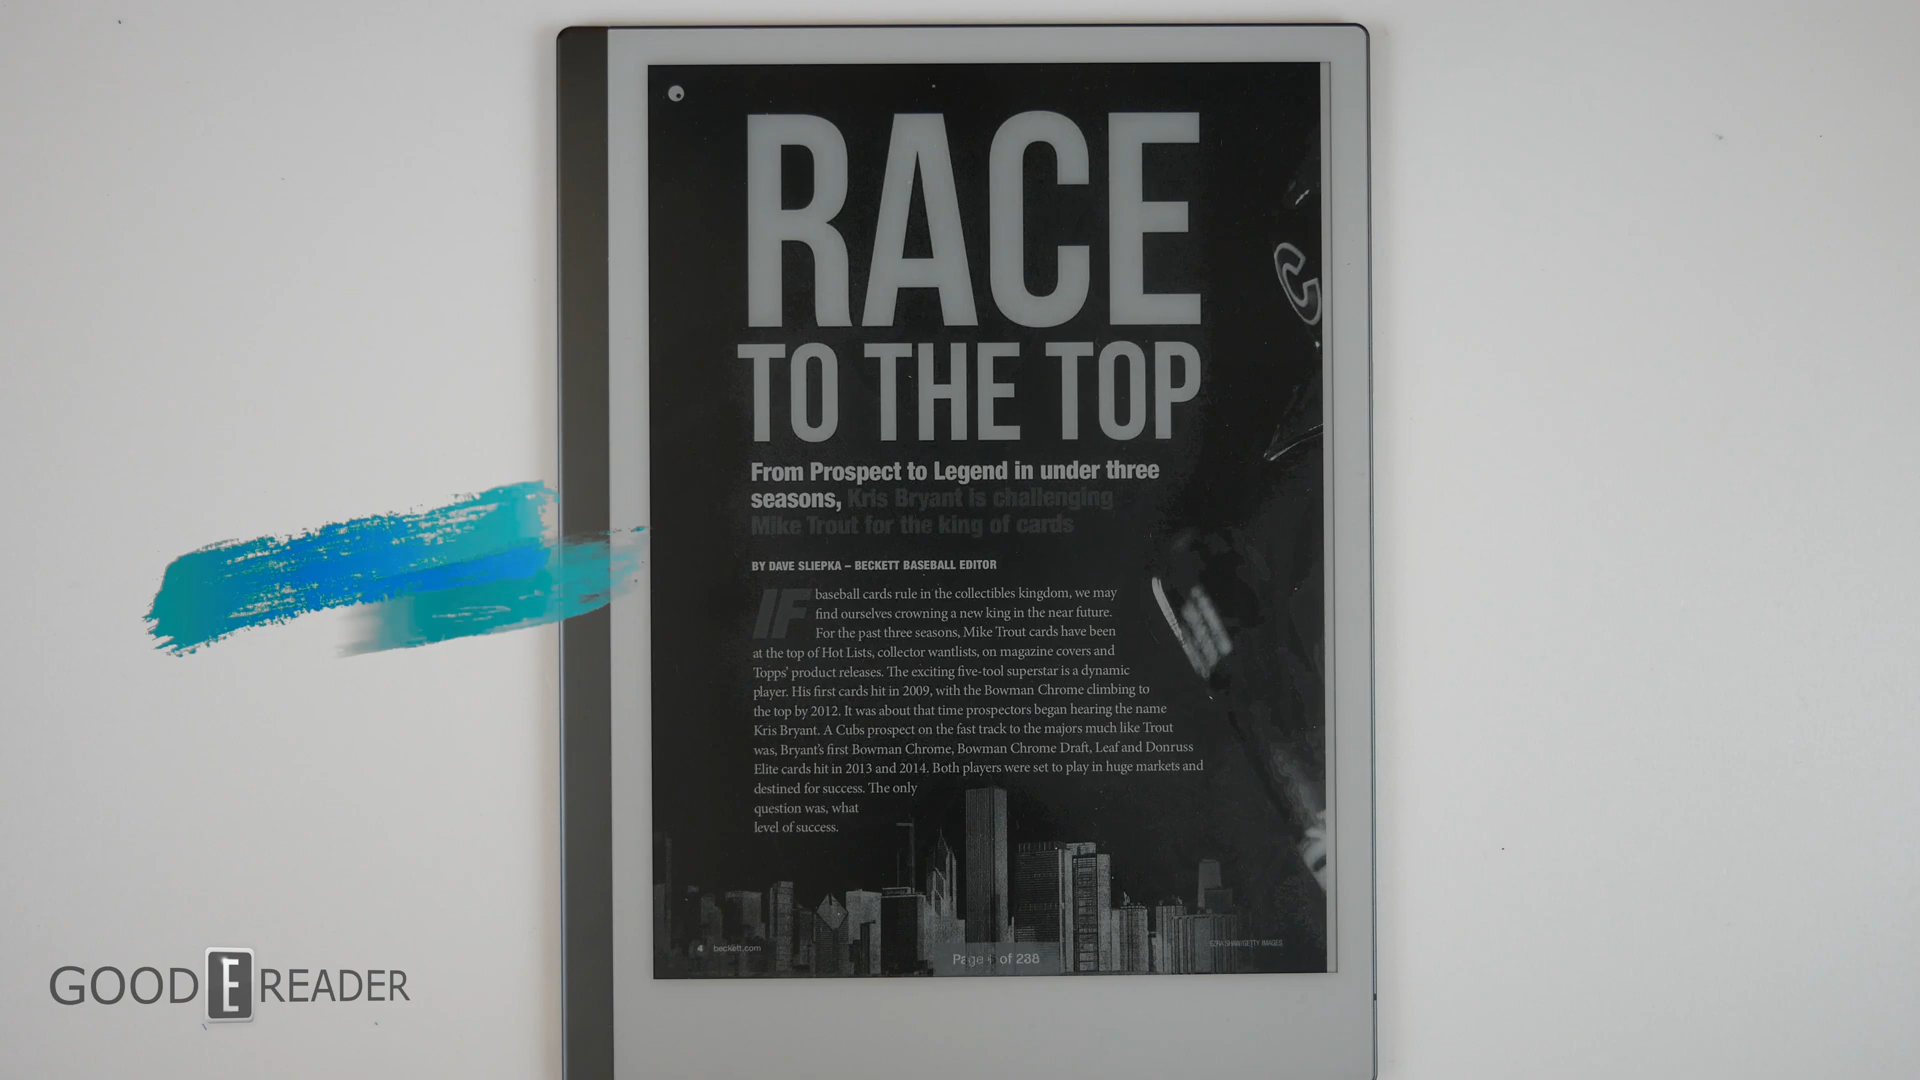 RACE
TO THE TOP
From Prospect to Legend in under three
seasons, Kris Bryant is challenging
Mike Trout for the king of cards
BY DAVE SLIEPKA – BECKETT BASEBALL EDITOR
IF baseball cards rule in the collectibles kingdom, we may
find ourselves crowning a new king in the near future.
For the past three seasons, Mike Trout cards have been
at the top of Hot Lists, collector wantlists, on magazine covers and
Topps' product releases. The exciting five-tool superstar is a dynamic
player. His first cards hit in 2009, with the Bowman Chrome climbing to
the top by 2012. It was about that time prospectors began hearing the name
Kris Bryant. A Cubs prospect on the fast track to the majors much like Trout
was, Bryant's first Bowman Chrome, Bowman Chrome Draft, Leaf and Donruss
Elite cards hit in 2013 and 2014. Both players were set to play in huge markets and
destined for success. The only
question was, what
level of success.
4 beckett.com
Page of 238
EZRA SHAW/GETTY IMAGES
GOOD E READER